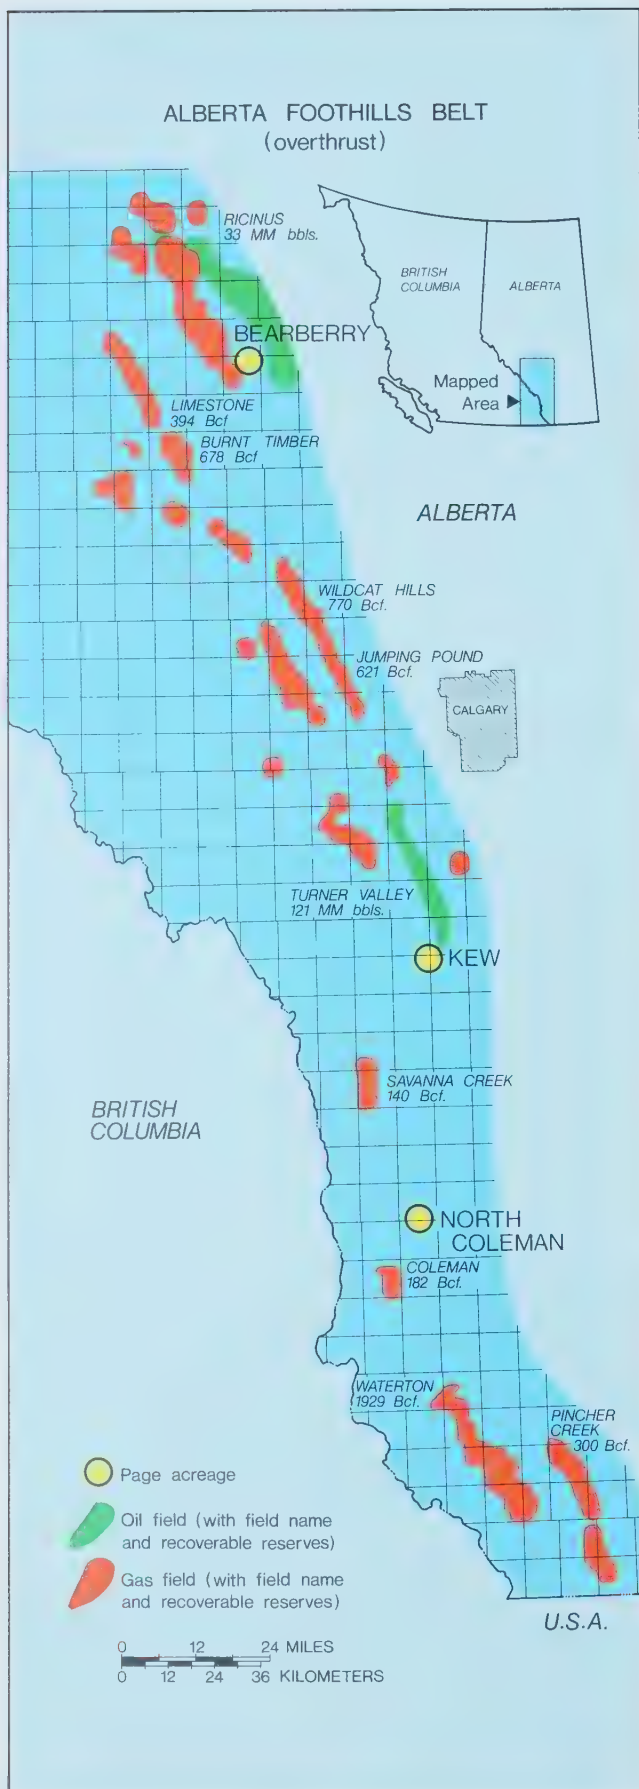 ALBERTA FOOTHILLS BELT
(overthrust)
RICINUS
33 MM bbls.
BRITISH
COLUMBIA
ALBERTA
BEARBERRY
Mapped
Area
LIMESTONE
394 Bcf
BURNT TIMBER
678 Bcf
ALBERTA
WILDCAT HILLS
770 Bcf.
JUMPING POUND
621 Bcf.
CALGARY
TURNER VALLEY
121 MM bbls.
KEW
SAVANNA CREEK
140 Bcf.
BRITISH
COLUMBIA
NORTH
COLEMAN
COLEMAN
182 Bcf.
WATERTON
1929 Bcf.
PINCHER
CREEK
300 Bcf.
Page acreage
Oil field (with field name
and recoverable reserves)
Gas field (with field name
and recoverable reserves)
U.S.A.
0 12 24 MILES
0 12 24 36 KILOMETERS